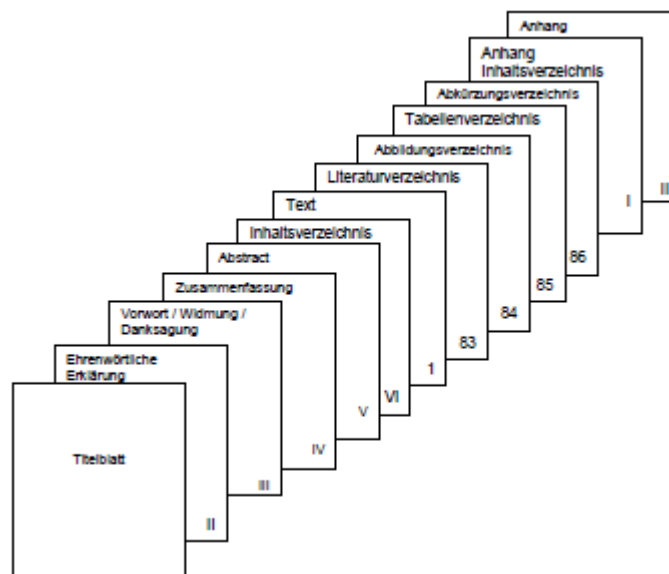 Anhang
Anhang
Inhaltsverzeichnis
Abkürzungsverzeichnis
Tabellenverzeichnis
Abbildungsverzeichnis
Literaturverzeichnis
Text
Inhaltsverzeichnis
Abstract
Zusammenfassung
Vorwort / Widmung /
Danksagung
Ehrenwörtliche
Erklärung
Titelblatt
II
III
IV
V
VI
1
83
84
85
86
I
II